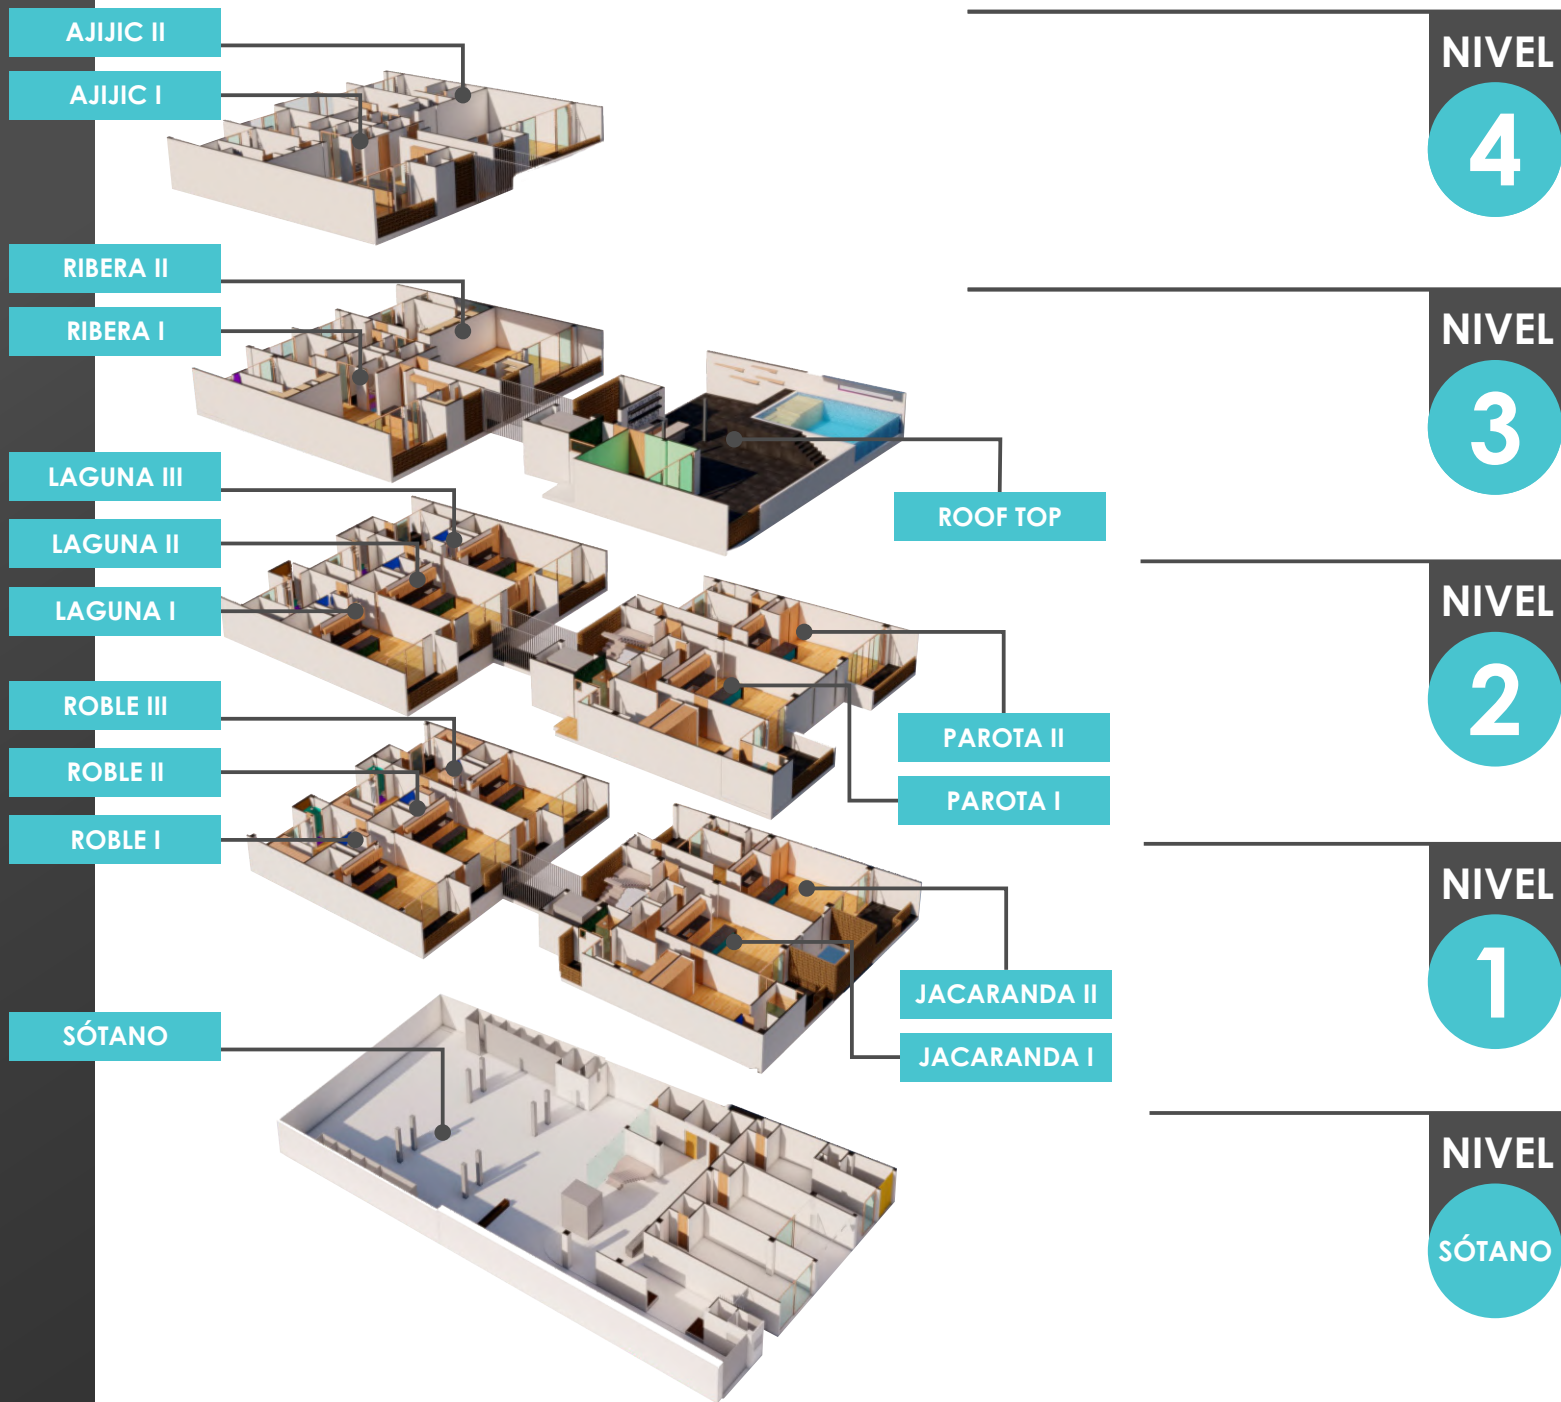 AJIJIC II
AJIJIC I
NIVEL
4
RIBERA II
RIBERA I
NIVEL
3
LAGUNA III
LAGUNA II
LAGUNA I
ROOF TOP
NIVEL
2
ROBLE III
ROBLE II
ROBLE I
PAROTA II
PAROTA I
NIVEL
1
JACARANDA II
JACARANDA I
SÓTANO
NIVEL
SÓTANO